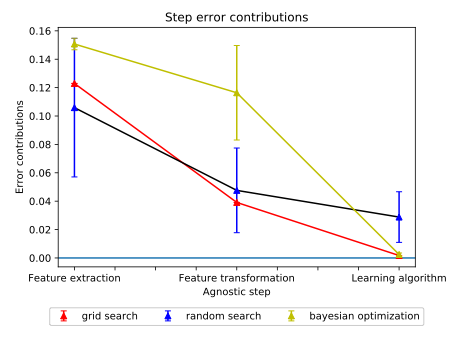 Step error contributions
0.16
0.14
0.12
0.10
0.08
0.06
0.04
0.02
0.00
Error contributions
Feature extraction Feature transformation Learning algorithm
Agnostic step
grid search random search bayesian optimization